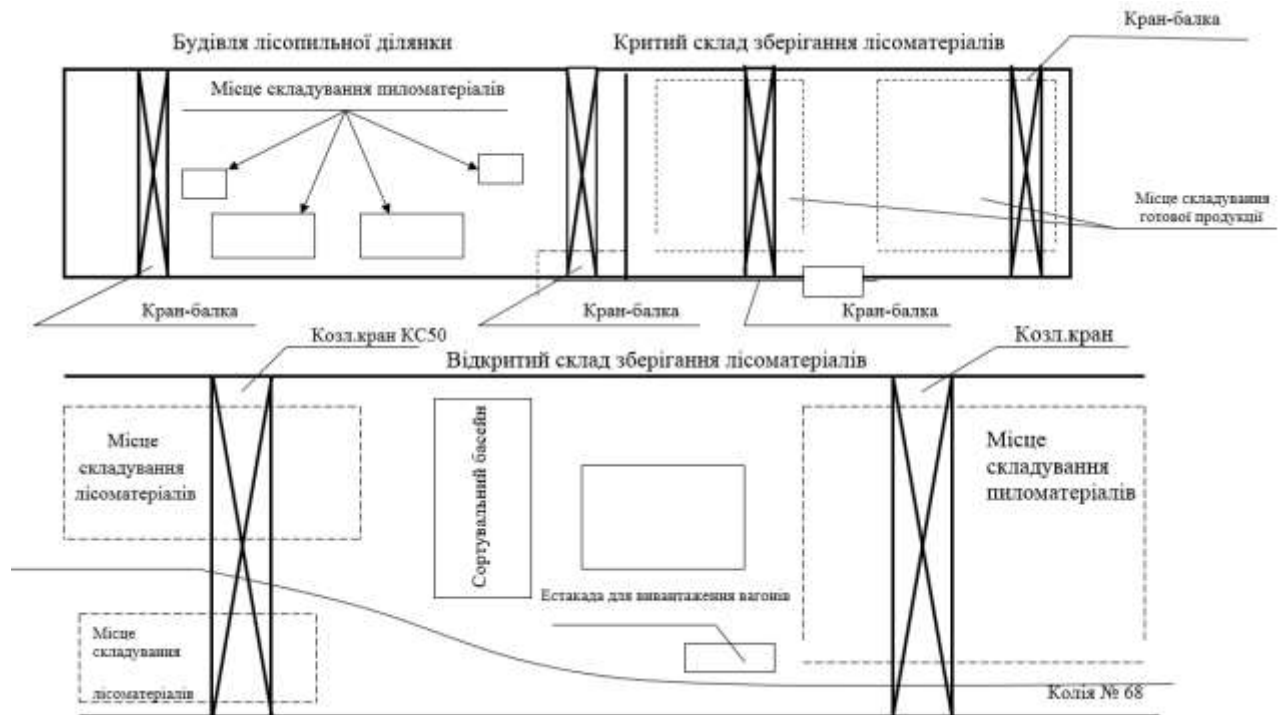 Кран-балка
Будівля лісопильної ділянки
Критий склад зберігання лісоматеріалів
Місце складування пиломатеріалів
Місце складування
готової продукції
Кран-балка
Кран-балка
Кран-балка
Козл.кран КС50
Козл.кран
Відкритий склад зберігання лісоматеріалів
Місце
складування
лісоматеріалів
Сортувальний басейн
Місце
складування
пиломатеріалів
Естакада для вивантаження вагонів
Місце
складування
лісоматеріалів
Колія № 68